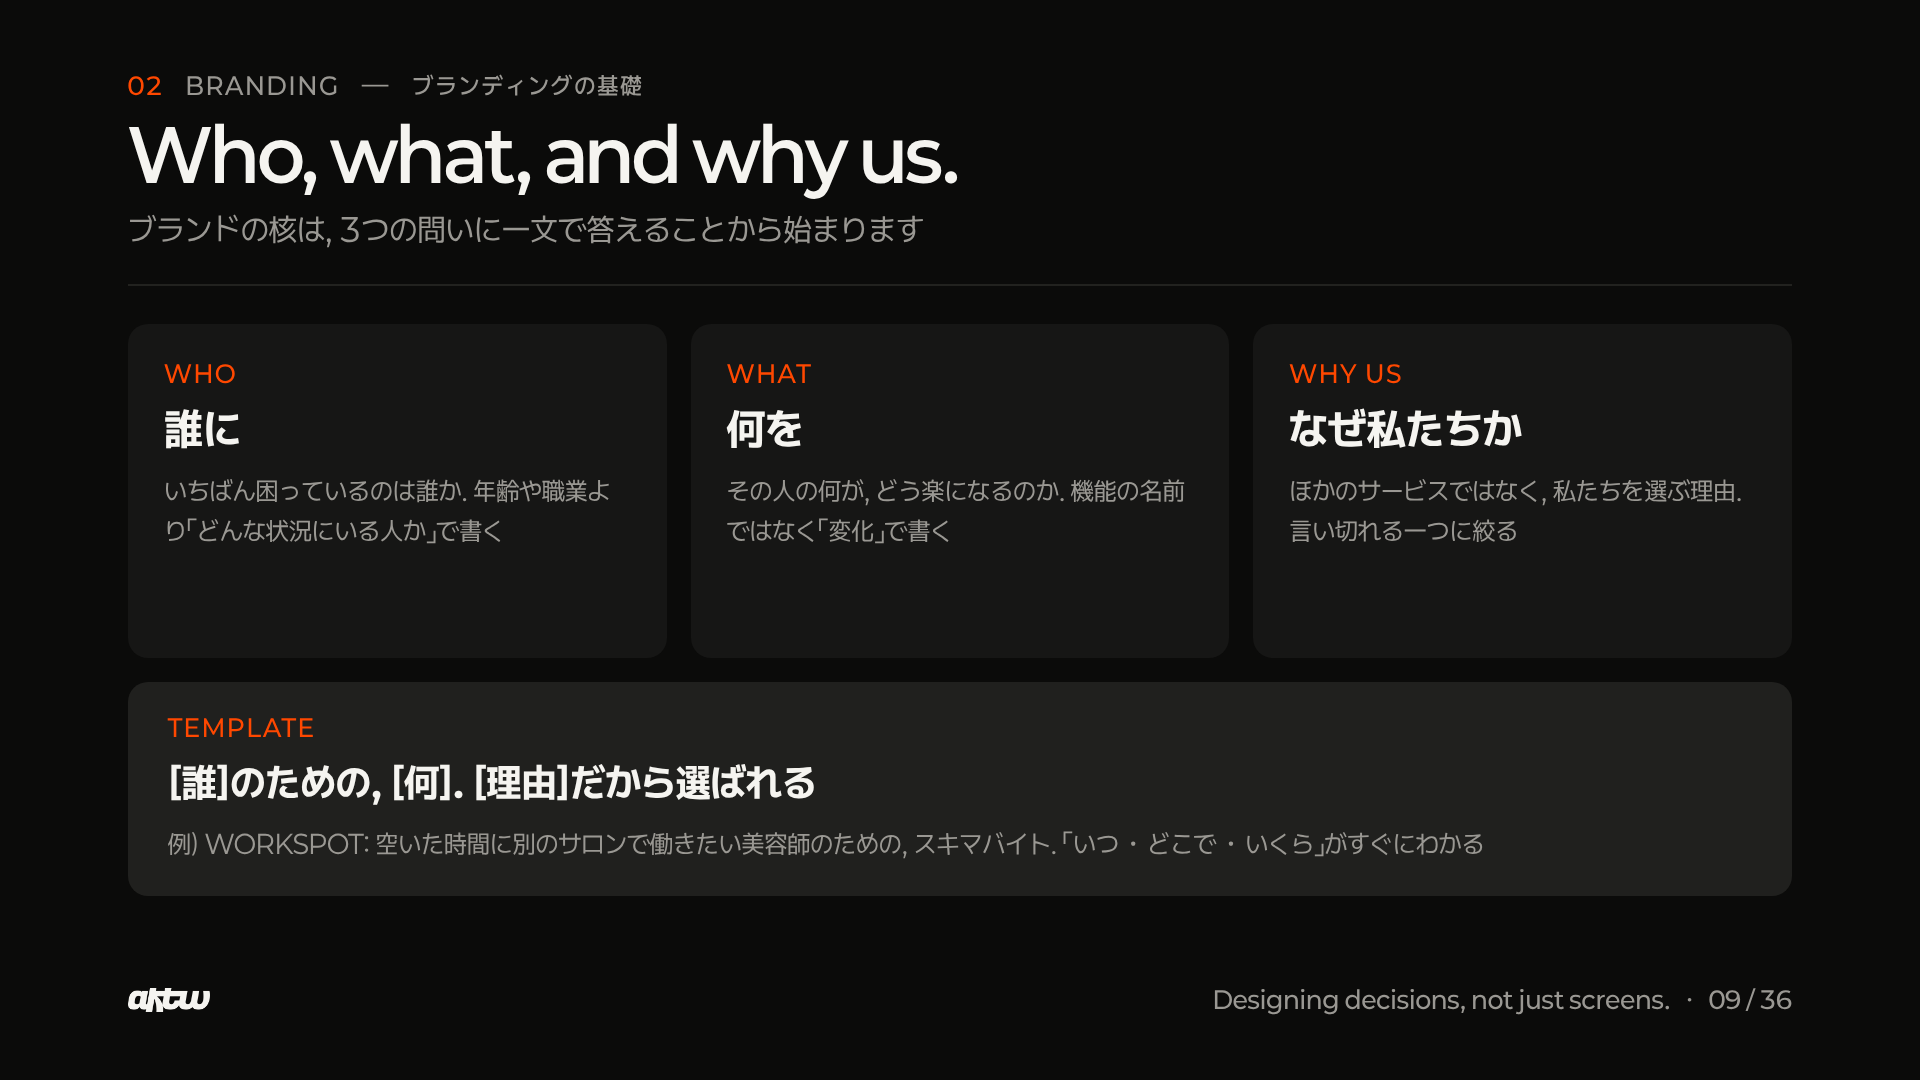 02 BRANDING — ブランディングの基礎
Who, what, and why us.
ブランドの核は, 3つの問いに一文で答えることから始まります
WHO
誰に
いちばん困っているのは誰か. 年齢や職業よ
り「どんな状況にいる人か」で書く
WHAT
何を
その人の何が, どう楽になるのか. 機能の名前
ではなく「変化」で書く
WHY US
なぜ私たちか
ほかのサービスではなく, 私たちを選ぶ理由.
言い切れる一つに絞る
TEMPLATE
[誰]のための, [何]. [理由]だから選ばれる
例) WORKSPOT: 空いた時間に別のサロンで働きたい美容師のための, スキマバイト. 「いつ・どこで・いくら」がすぐにわかる
aktw
Designing decisions, not just screens. · 09 / 36